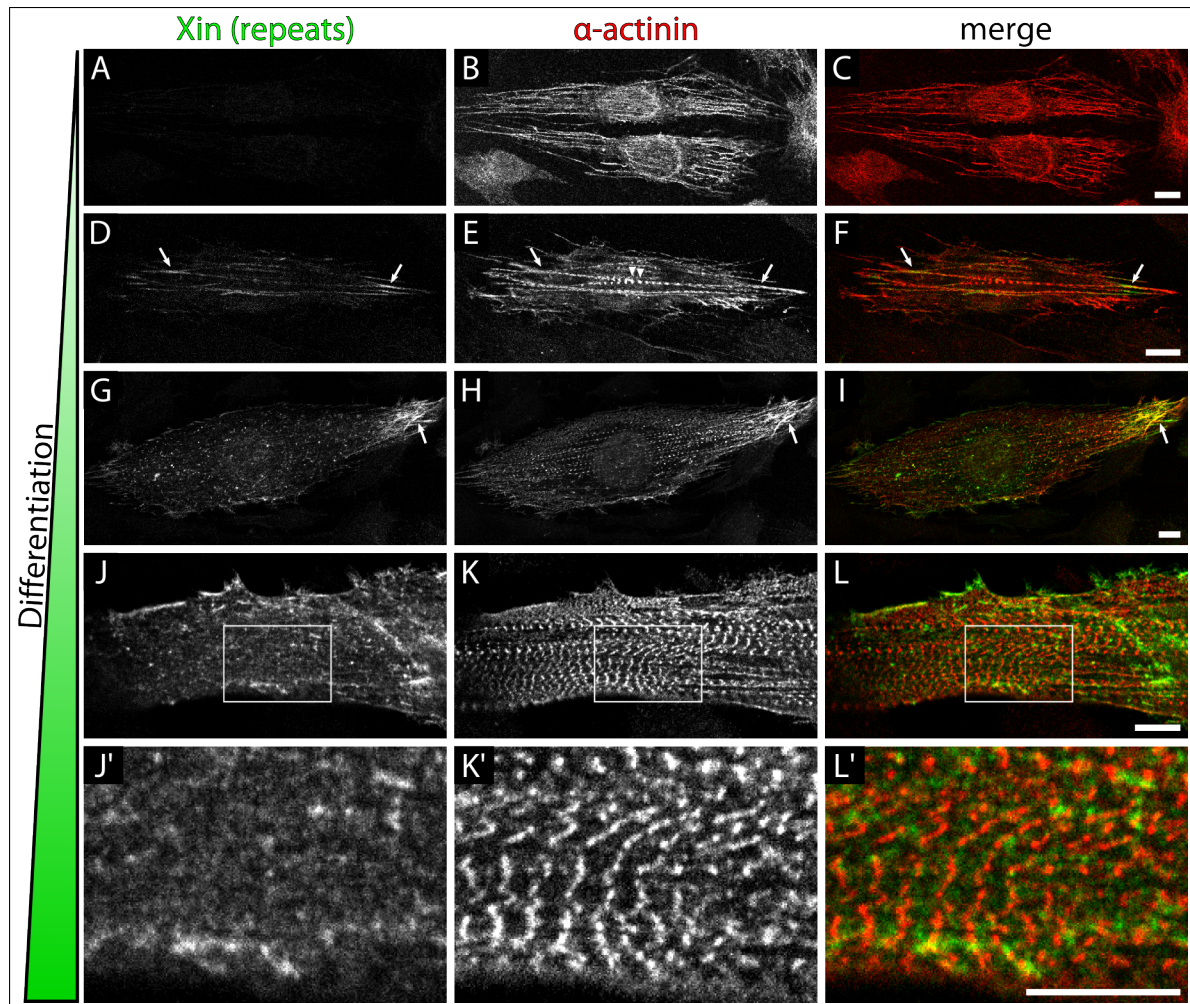 Xin (repeats) α-actinin merge
A B C
D E F
G H I
J K L
J' K' L'
Differentiation